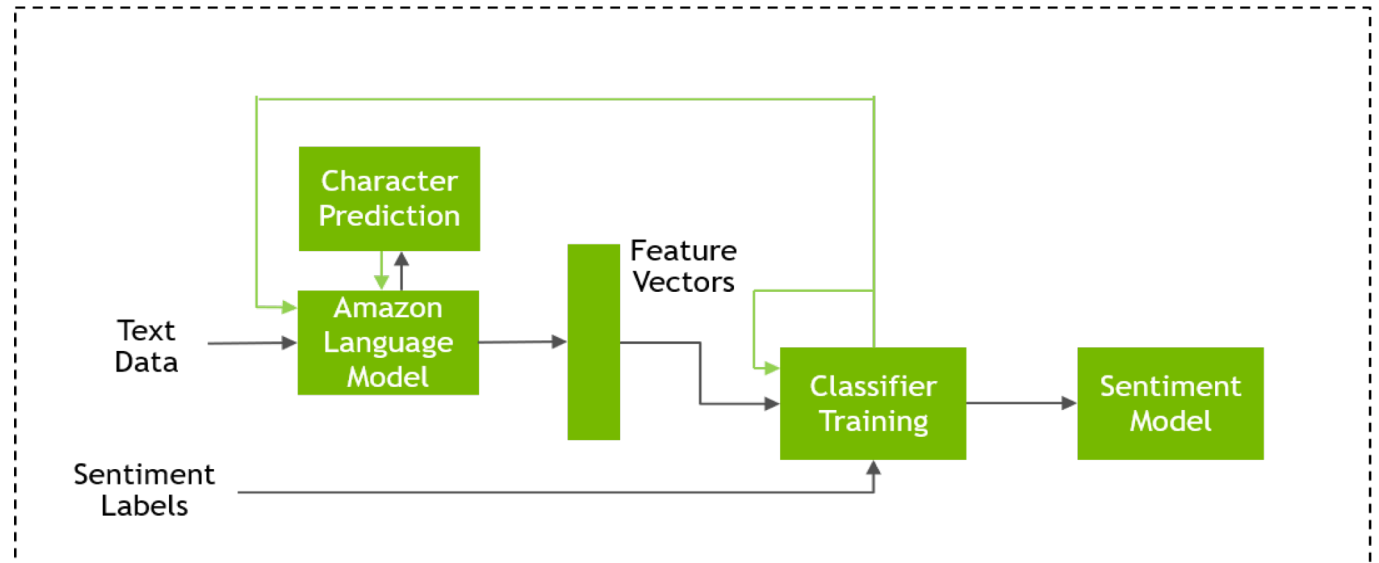 Character
Prediction
Feature
Vectors
Amazon
Language
Model
Text
Data
Classifier
Training
Sentiment
Model
Sentiment
Labels